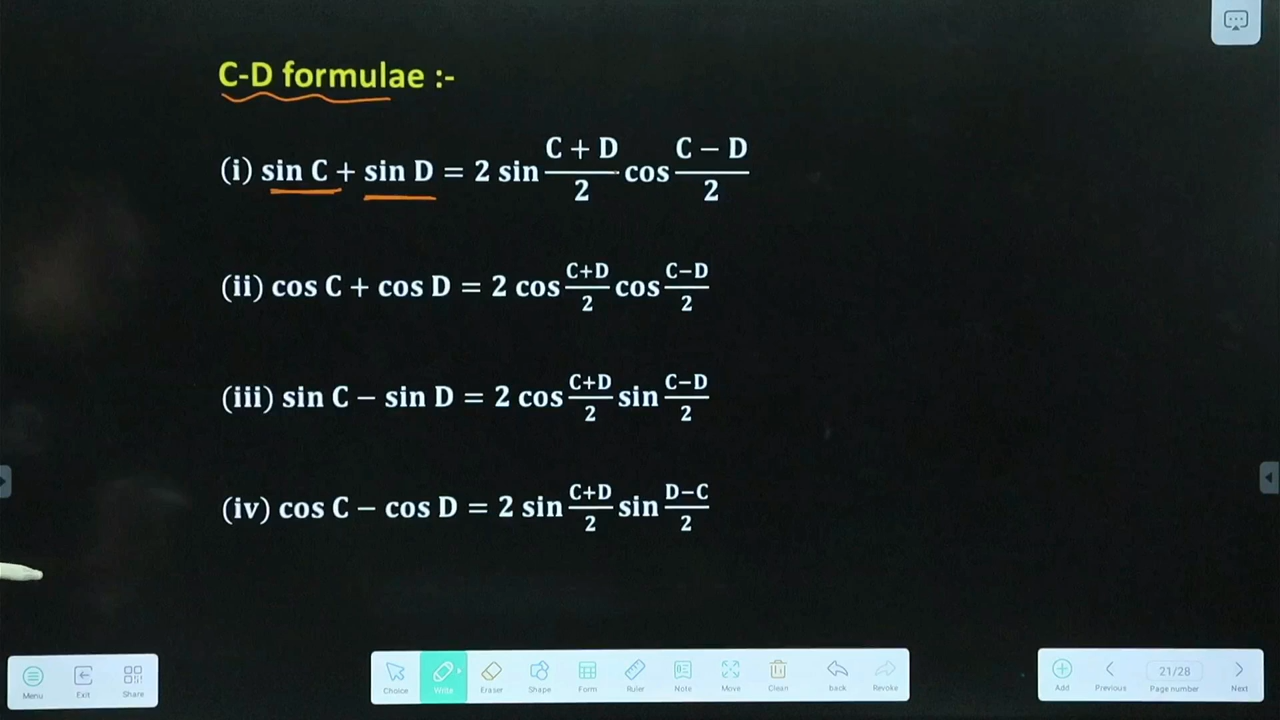 C-D formulae :-
(i) sin C + sin D = 2 sin C + D/2 cos C − D/2
(ii) cos C + cos D = 2 cos C+D/2 cos C−D/2
(iii) sin C − sin D = 2 cos C+D/2 sin C−D/2
(iv) cos C − cos D = 2 sin C+D/2 sin D−C/2
Menu Exit Share Choice Write Eraser Shape Form Ruler Note Move Clean back Revoke Add Previous 21/28 Page number Next